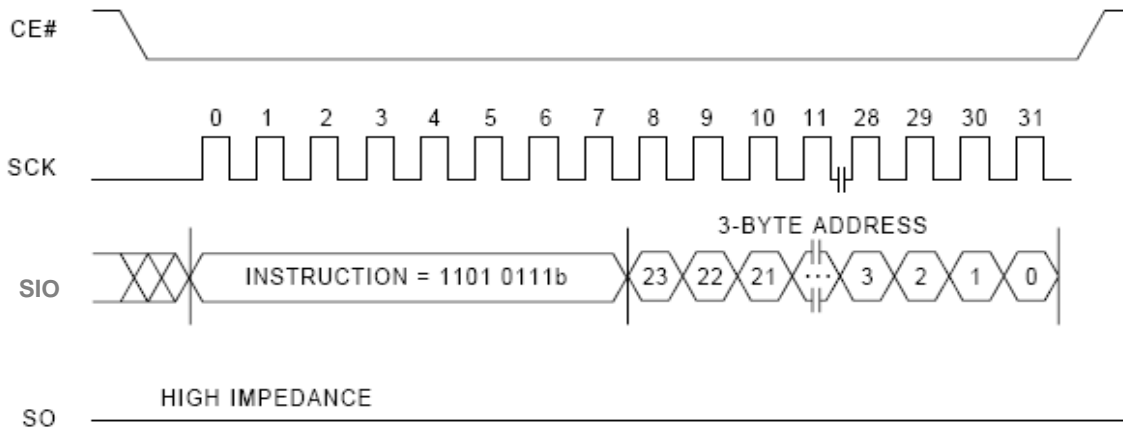 CE#
0 1 2 3 4 5 6 7 8 9 10 11 28 29 30 31
SCK
3-BYTE ADDRESS
SIO
INSTRUCTION = 1101 0111b
23 22 21 ... 3 2 1 0
HIGH IMPEDANCE
SO